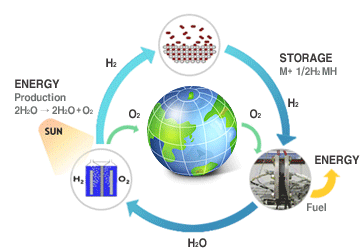 H₂
STORAGE
M+ 1/2H₂ MH
ENERGY
Production
2H₂O → 2H₂O+O₂
H₂
O₂
O₂
SUN
ENERGY
H₂ O₂
Fuel
H₂O